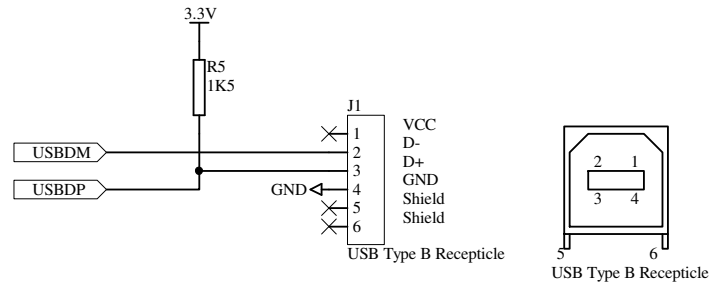 3.3V
R5
1K5
J1
VCC
1
D-
USBDM
2
D+
3
GND
USBDP
GND
4
Shield
5
Shield
6
USB Type B Recepticle
2 1
3 4
5 6
USB Type B Recepticle